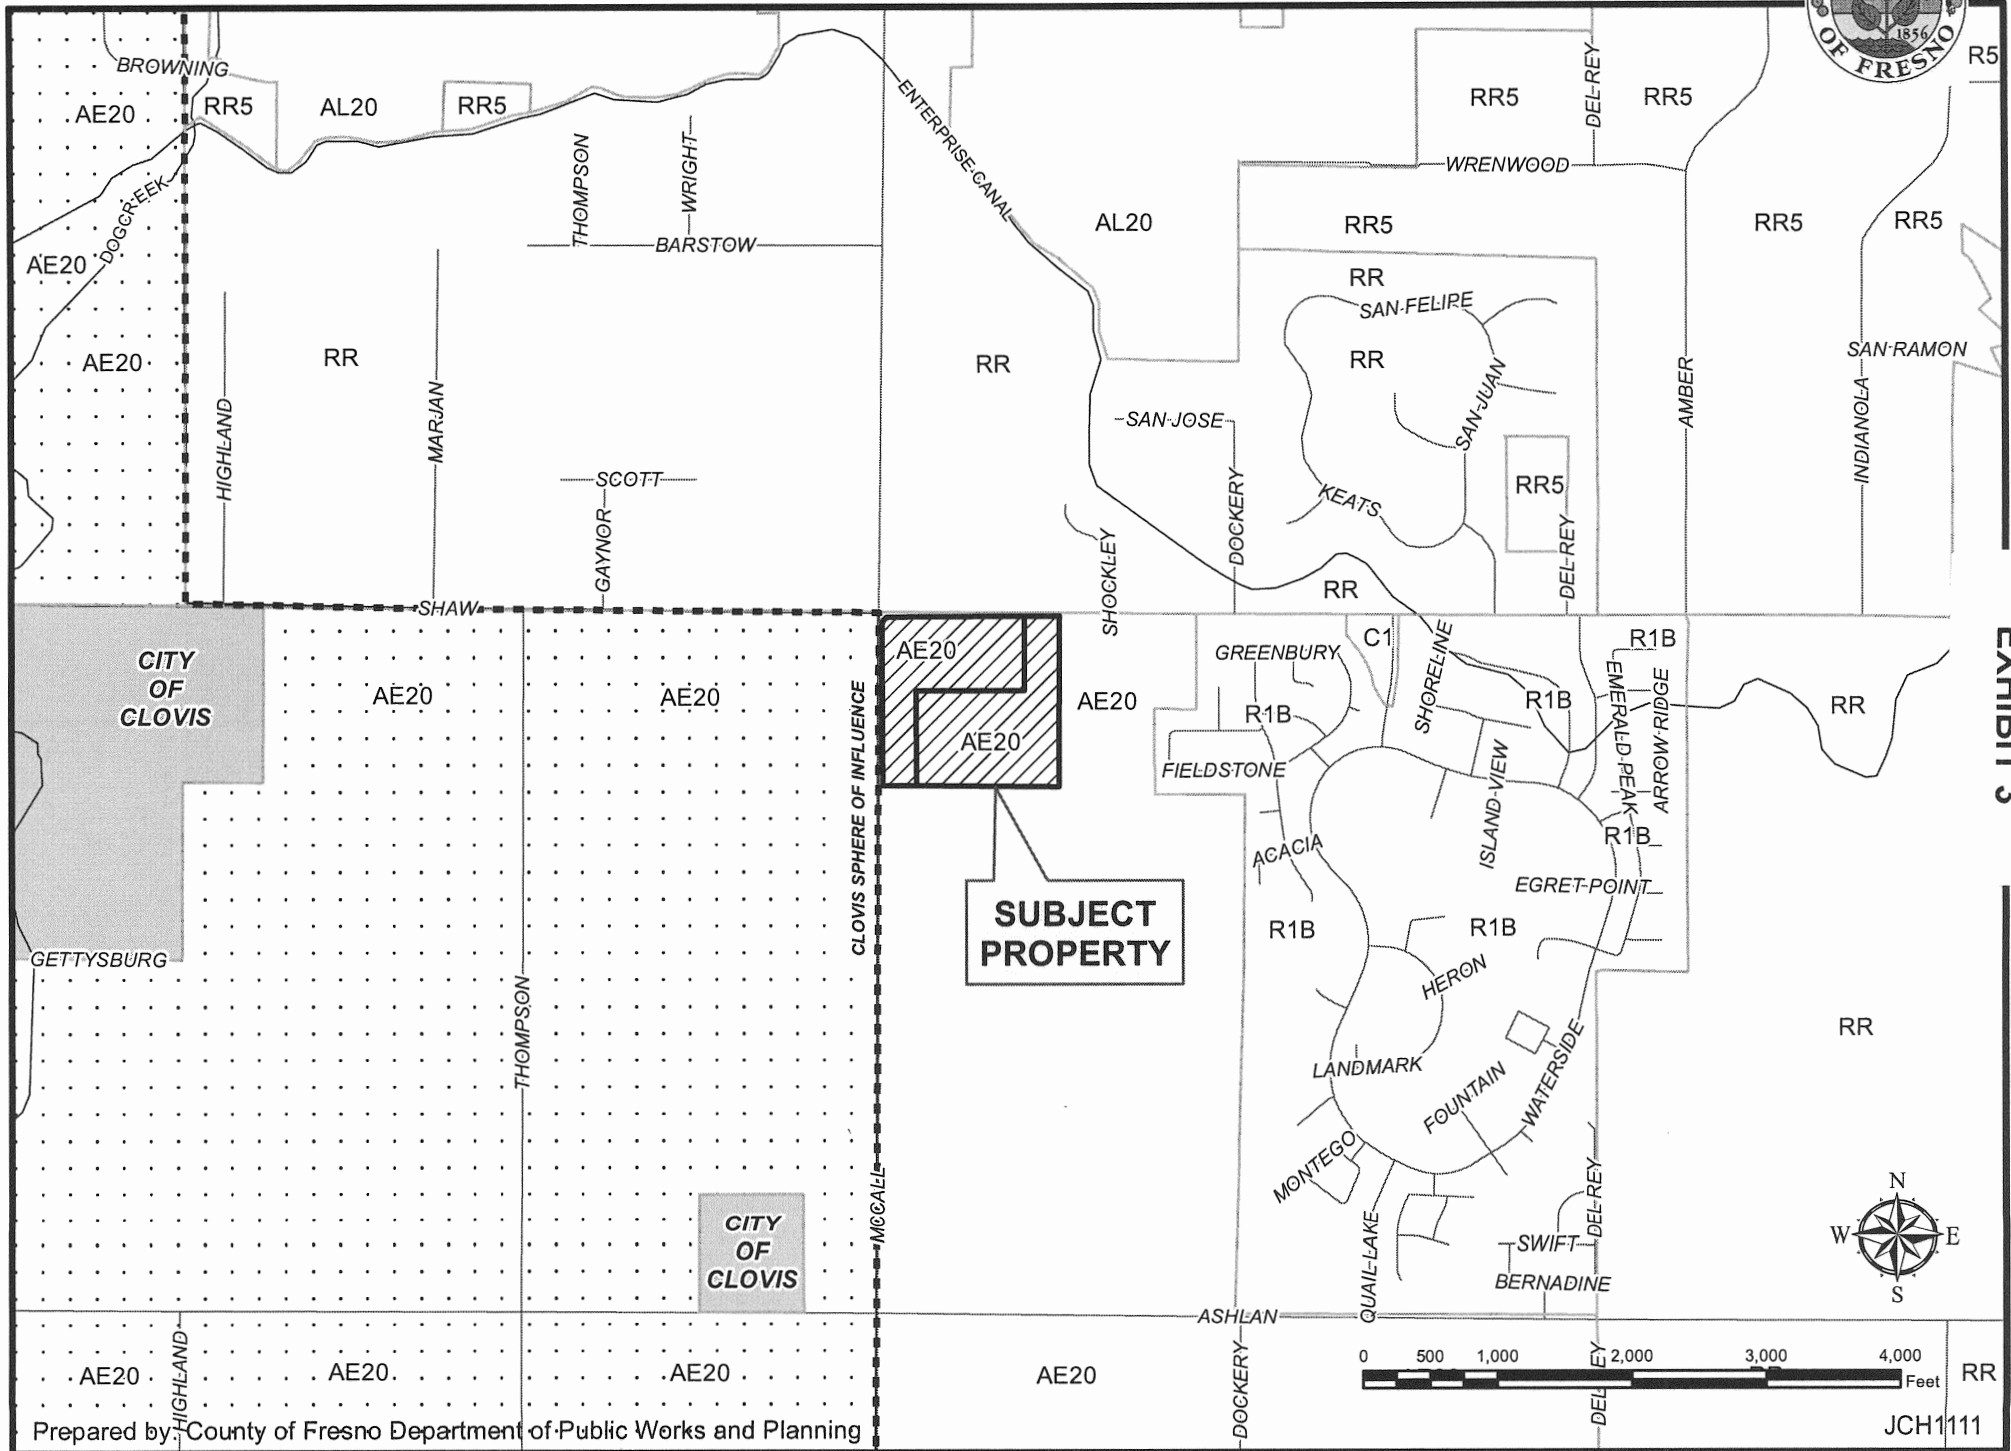 BROWNING
AE20
RR5
AL20
RR5
DOGCREEK
AE20
AE20
THOMPSON
WRIGHT
BARSTOW
ENTERPRISE-CANAL
AL20
RR5
DEL-REY
RR5
1856
OF FRESNO
R5
WRENWOOD
RR5
RR5
RR5
RR
SAN-FELIPE
RR
SAN-JUAN
SAN-RAMON
AMBER
INDIANOLA
HIGHLAND
RR
MARJAN
SCOTT
GAYNOR
RR
SAN-JOSE
DOCKERY
KEATS
RR5
DEL-REY
SHOCKLEY
RR
SHAW
CITY
OF
CLOVIS
AE20
AE20
CLOVIS SPHERE OF INFLUENCE
AE20
AE20
AE20
SUBJECT
PROPERTY
GREENBURY
C1
SHORELINE
R1B
R1B
R1B
EMERALD-PEAK
ARROW-RIDGE
RR
FIELDSTONE
ISLAND-VIEW
R1B
ACACIA
EGRET-POINT
R1B
R1B
HERON
EXHIBIT 3
GETTYSBURG
THOMPSON
RR
LANDMARK
FOUNTAIN
WATERSIDE
MONTEGO
MCCALL
CITY
OF
CLOVIS
QUAIL-LAKE
DEL-REY
SWIFT
BERNADINE
N
W E
S
ASHLAN
AE20
HIGHLAND
AE20
AE20
AE20
DOCKERY
DEL-REY
0 500 1,000 2,000 3,000 4,000
Feet
RR
Prepared by: County of Fresno Department of Public Works and Planning
JCH1111